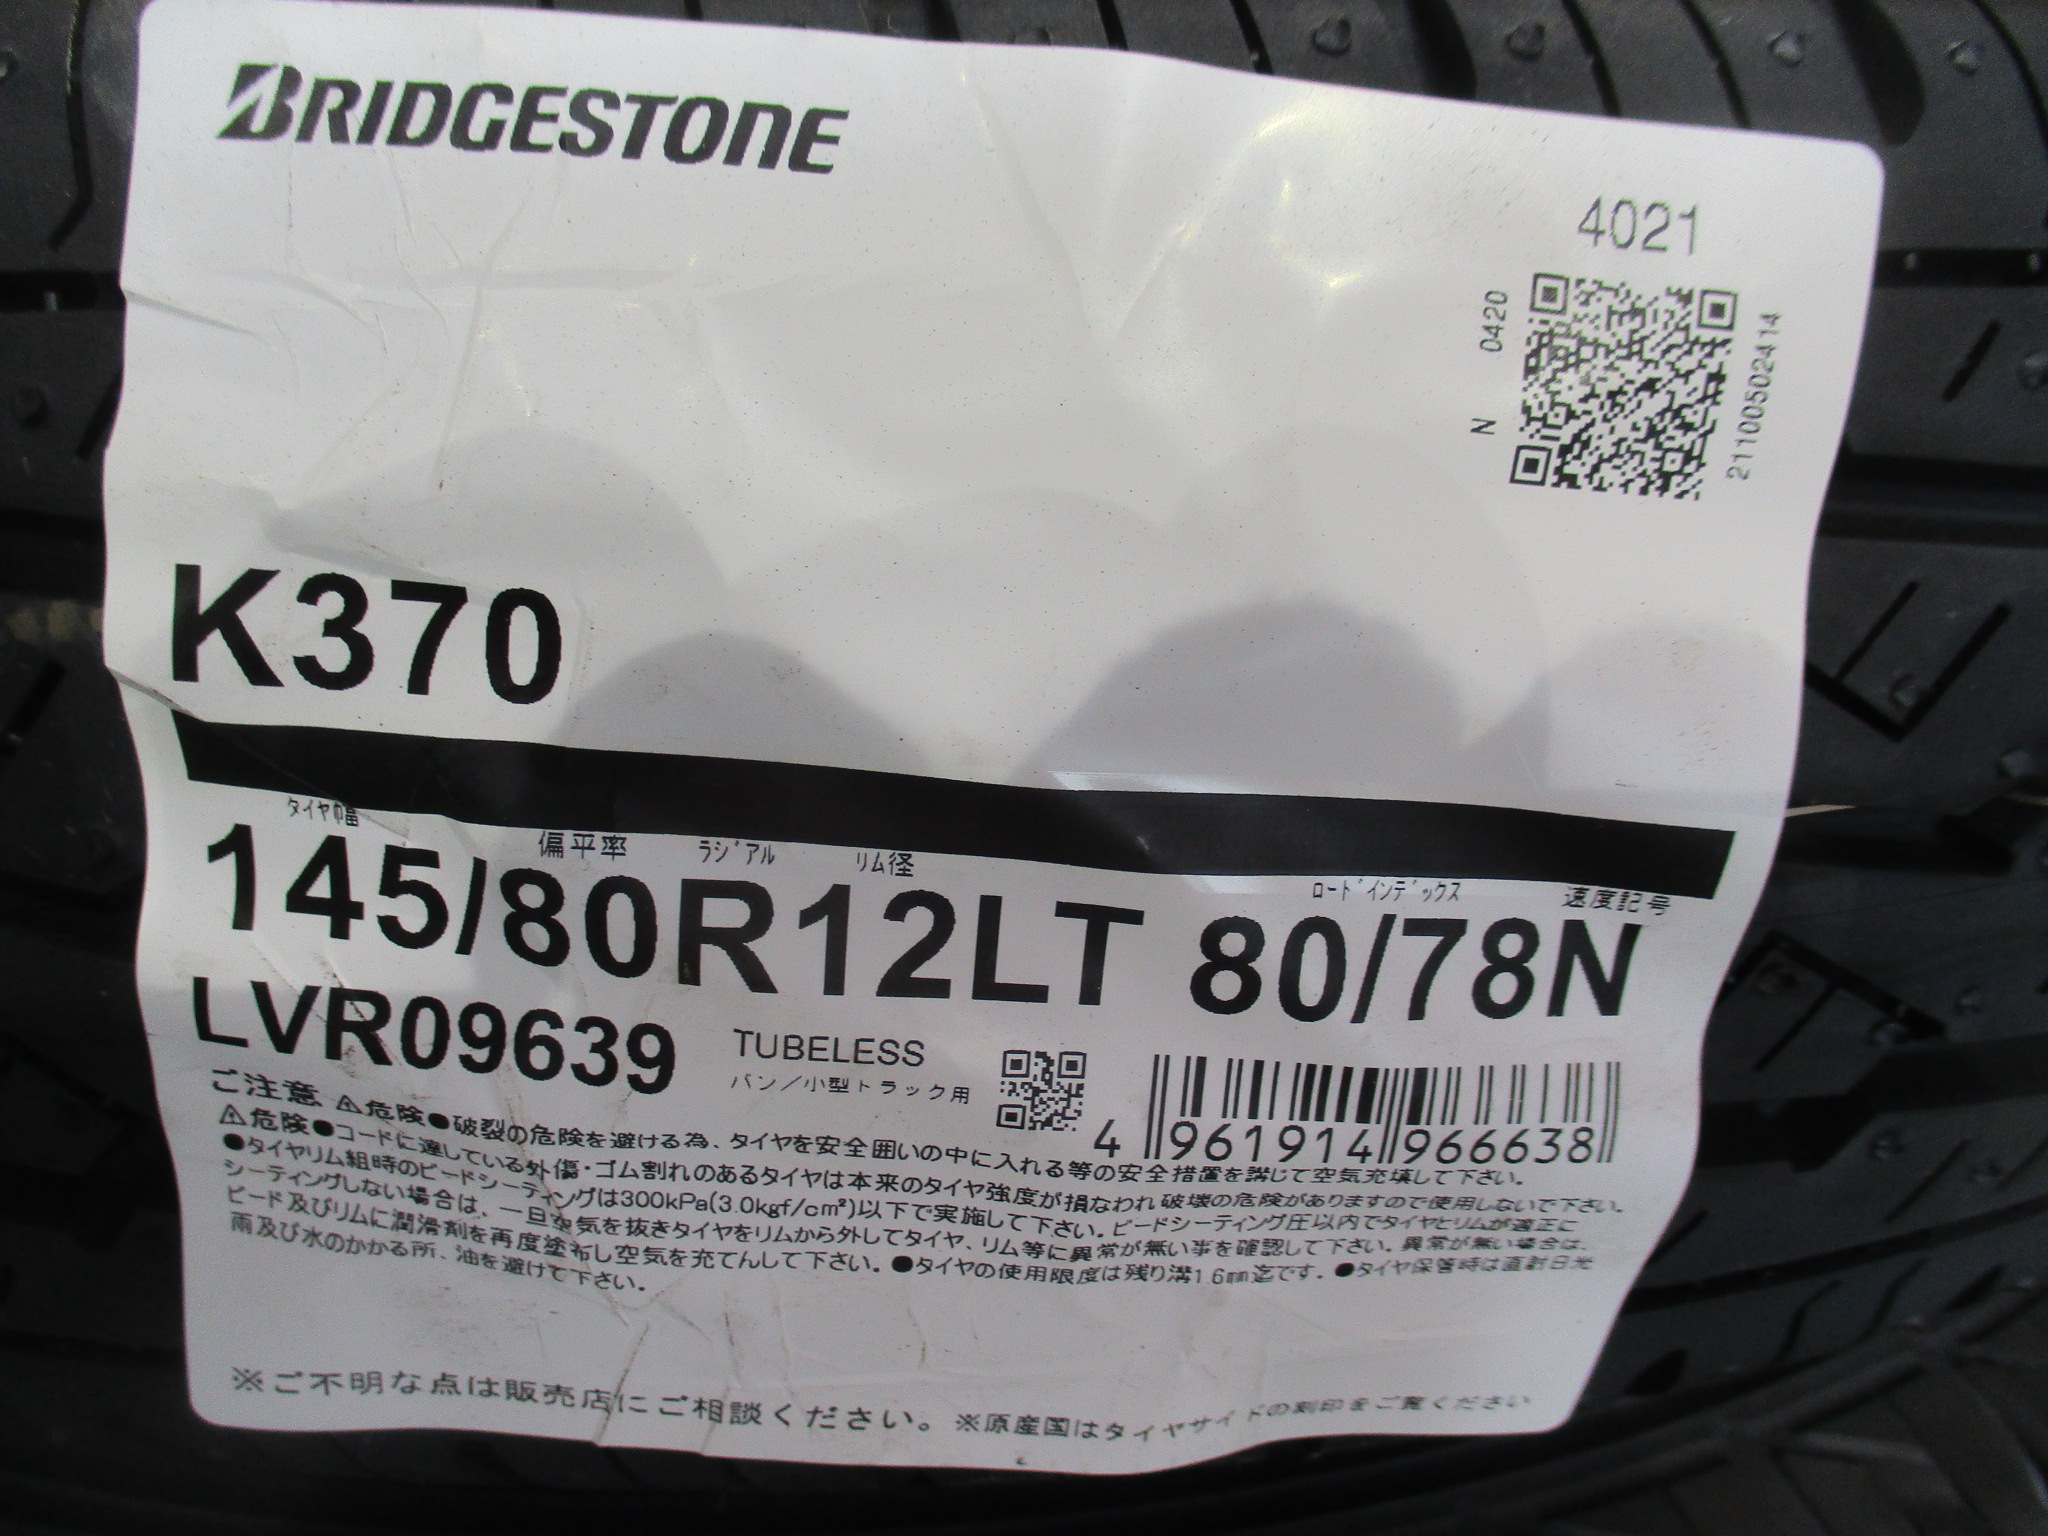 BRIDGESTONE
4021
N 0420
211005502414
K370
タイヤ巾畐 偏平率 ラジアル リム径 ロードインデックス 速度記号
145/80R12LT 80/78N
LVR09639
TUBELESS
バン/小型トラック用
4 961914 966638
ご注意 ⚠危険●破裂の危険を避ける為、タイヤを安全囲いの中に入れる等の安全措置を講じて空気充填して下さい。
⚠危険●コードに達している外傷・ゴム割れのあるタイヤは本来のタイヤ強度が損なわれ破壊の危険がありますので使用しないで下さい。
●タイヤリム組時のビードシーティングは300kPa(3.0kgf/c㎡)以下で実施して下さい。ビードシーティング圧以内でタイヤとリムが適正に
シーティングしない場合は、一旦空気を抜きタイヤをリムから外してタイヤ、リム等に異常が無い事を確認して下さい。異常が無い場合は、
ビード及びリムに潤滑剤を再度塗布し空気を充てんして下さい。●タイヤの使用限度は残り溝1.6㎜迄です。●タイヤ保管時は直射日光
雨及び水のかかる所、油を避けて下さい。
※ご不明な点は販売店にご相談ください。※原産国はタイヤサイドの刻印をご覧ください